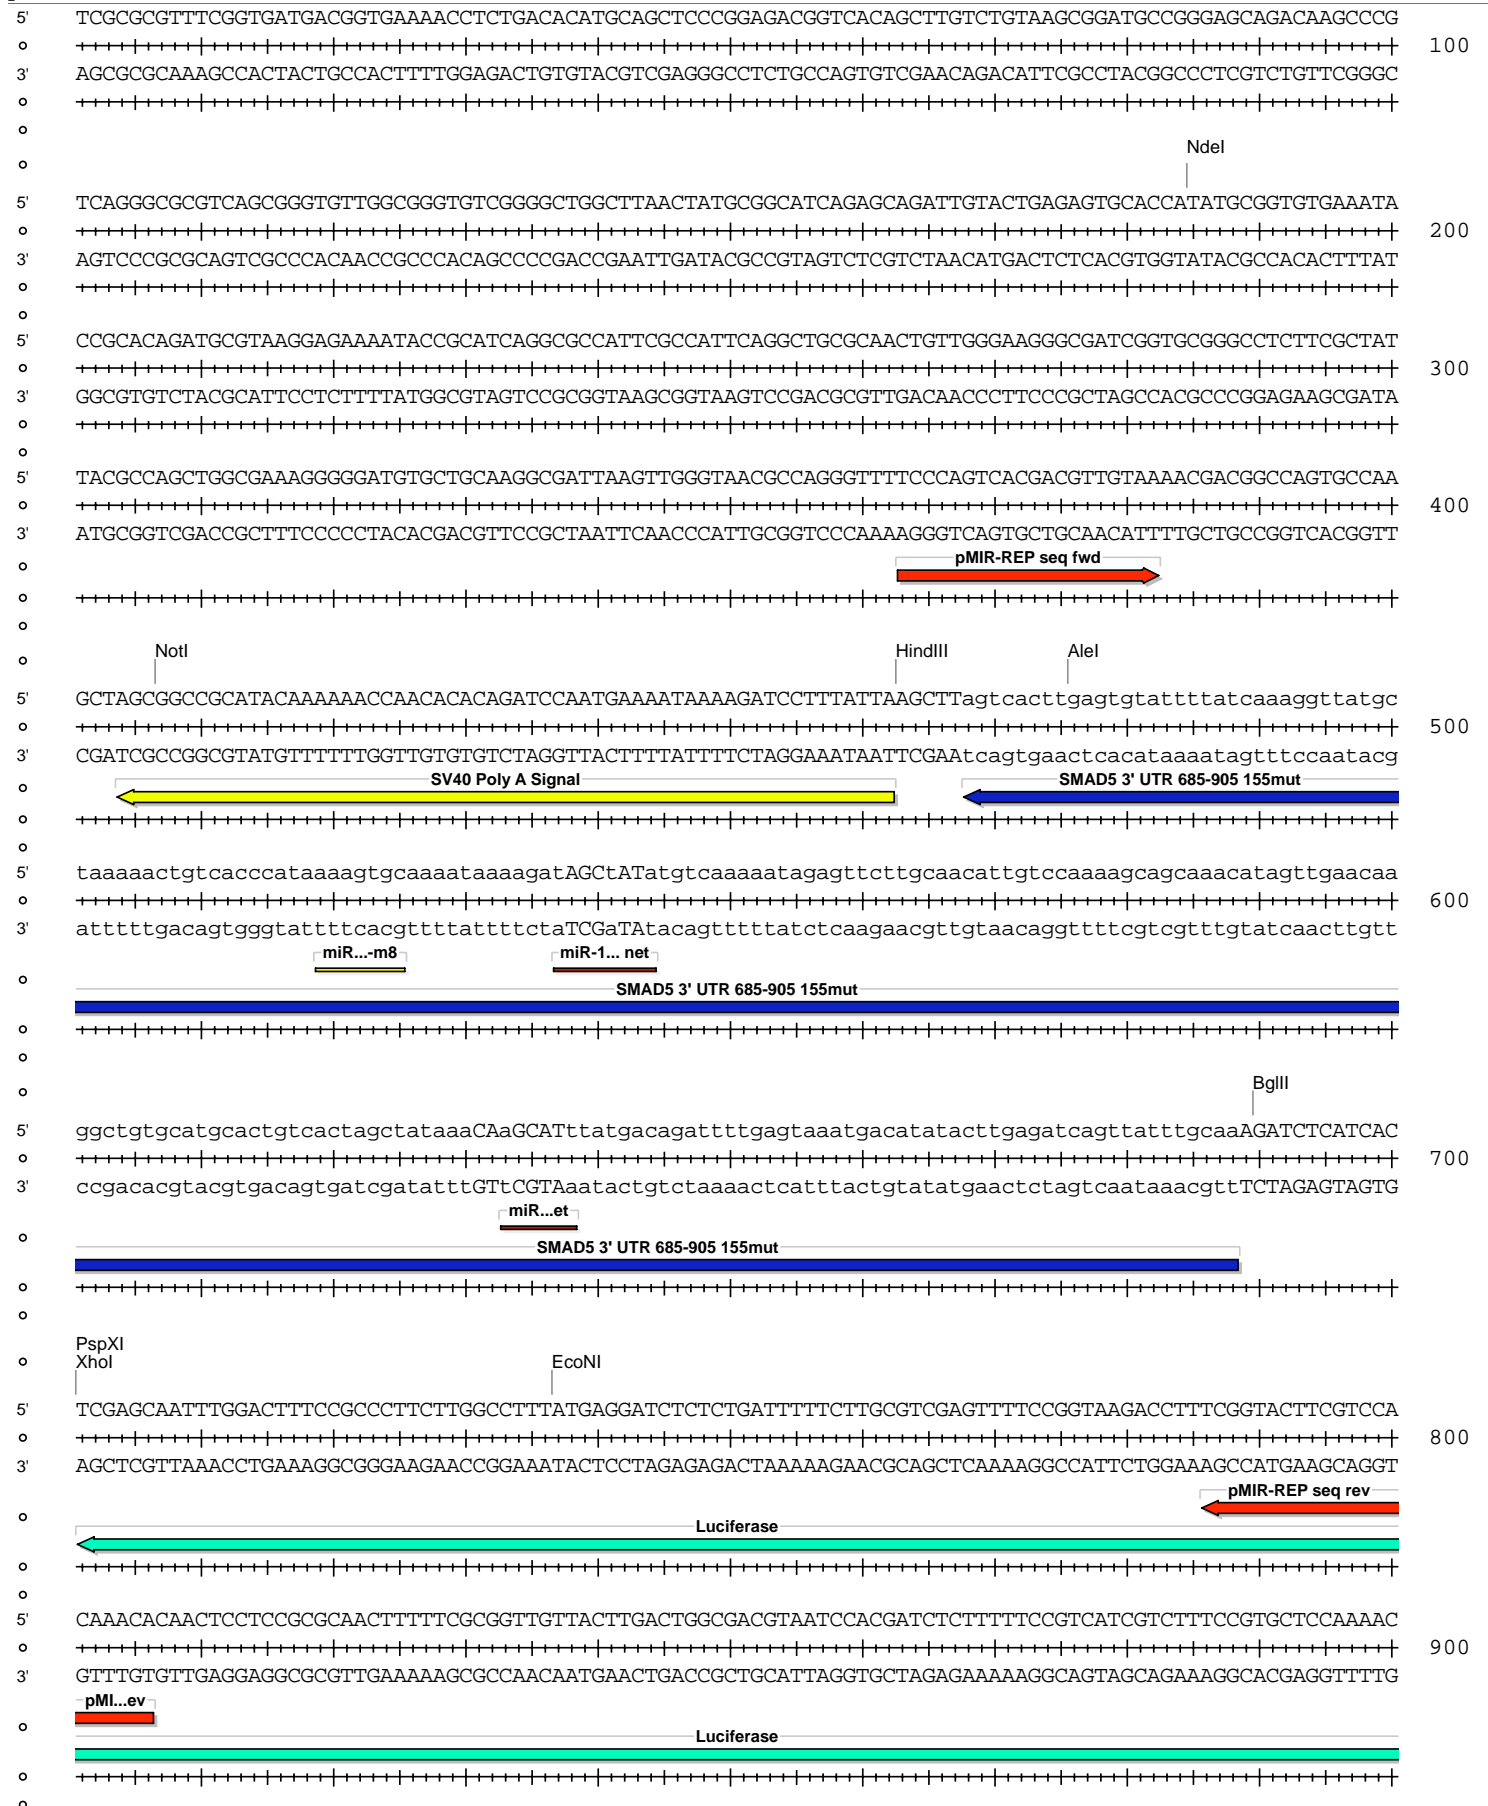 5' TCGCGCGTTTCGGTGATGACGGTGAAAACCTCTGACACATGCAGCTCCCGGAGACGGTCACAGCTTGTCTGTAAGCGGATGCCGGGAGCAGACAAGCCCG
100
3' AGCGCGCAAAGCCACTACTGCCACTTTTGGAGACTGTGTACGTCGAGGGCCTCTGCCAGTGTCGAACAGACATTCGCCTACGGCCCTCGTCTGTTCGGGC
NdeI
5' TCAGGGCGCGTCAGCGGGTGTTGGCGGGTGTCGGGGCTGGCTTAACTATGCGGCATCAGAGCAGATTGTACTGAGAGTGCACCATATGCGGTGTGAAATA
200
3' AGTCCCGCGCAGTCGCCCACAACCGCCCACAGCCCCGACCGAATTGATACGCCGTAGTCTCGTCTAACATGACTCTCACGTGGTATACGCCACACTTTAT
5' CCGCACAGATGCGTAAGGAGAAAATACCGCATCAGGCGCCATTCGCCATTCAGGCTGCGCAACTGTTGGGAAGGGCGATCGGTGCGGGCCTCTTCGCTAT
300
3' GGCGTGTCTACGCATTCCTCTTTTATGGCGTAGTCCGCGGTAAGCGGTAAGTCCGACGCGTTGACAACCCTTCCCGCTAGCCACGCCCGGAGAAGCGATA
5' TACGCCAGCTGGCGAAAGGGGGATGTGCTGCAAGGCGATTAAGTTGGGTAACGCCAGGGTTTTCCCAGTCACGACGTTGTAAAACGACGGCCAGTGCCAA
400
3' ATGCGGTCGACCGCTTTCCCCCTACACGACGTTCCGCTAATTCAACCCATTGCGGTCCCAAAAGGGTCAGTGCTGCAACATTTTGCTGCCGGTCACGGTT
pMIR-REP seq fwd
NotI HindIII AleI
5' GCTAGCGGCCGCATACAAAAAACCAACACACAGATCCAATGAAAATAAAAGATCCTTTATTAAGCTTagtcacttgagtgtattttatcaaaggttatgc
500
3' CGATCGCCGGCGTATGTTTTTTGGTTGTGTGTCTAGGTTACTTTTATTTTCTAGGAAATAATTCGAAtcagtgaactcacataaaatagtttccaatacg
SV40 Poly A Signal SMAD5 3' UTR 685-905 155mut
5' taaaaactgtcacccataaaagtgcaaaataaaagatAGCtATatgtcaaaaatagagttcttgcaacattgtccaaaagcagcaaacatagttgaacaa
600
3' atttttgacagtgggtattttcacgttttattttctaTCGaTAtacagtttttatctcaagaacgttgtaacaggttttcgtcgtttgtatcaacttgtt
miR...-m8 miR-1... net
SMAD5 3' UTR 685-905 155mut
BglII
5' ggctgtgcatgcactgtcactagctataaaCAaGCATttatgacagattttgagtaaatgacatatacttgagatcagttatttgcaaAGATCTCATCAC
700
3' ccgacacgtacgtgacagtgatcgatatttGTtCGTAaatactgtctaaaactcatttactgtatatgaactctagtcaataaacgttTCTAGAGTAGTG
miR...et
SMAD5 3' UTR 685-905 155mut
PspXI
XhoI EcoNI
5' TCGAGCAATTTGGACTTTCCGCCCTTCTTGGCCTTTATGAGGATCTCTCTGATTTTTCTTGCGTCGAGTTTTCCGGTAAGACCTTTCGGTACTTCGTCCA
800
3' AGCTCGTTAAACCTGAAAGGCGGGAAGAACCGGAAATACTCCTAGAGAGACTAAAAAGAACGCAGCTCAAAAGGCCATTCTGGAAAGCCATGAAGCAGGT
pMIR-REP seq rev
Luciferase
5' CAAACACAACTCCTCCGCGCAACTTTTTCGCGGTTGTTACTTGACTGGCGACGTAATCCACGATCTCTTTTTCCGTCATCGTCTTTCCGTGCTCCAAAAC
900
3' GTTTGTGTTGAGGAGGCGCGTTGAAAAAGCGCCAACAATGAACTGACCGCTGCATTAGGTGCTAGAGAAAAAGGCAGTAGCAGAAAGGCACGAGGTTTTG
pMI...ev
Luciferase